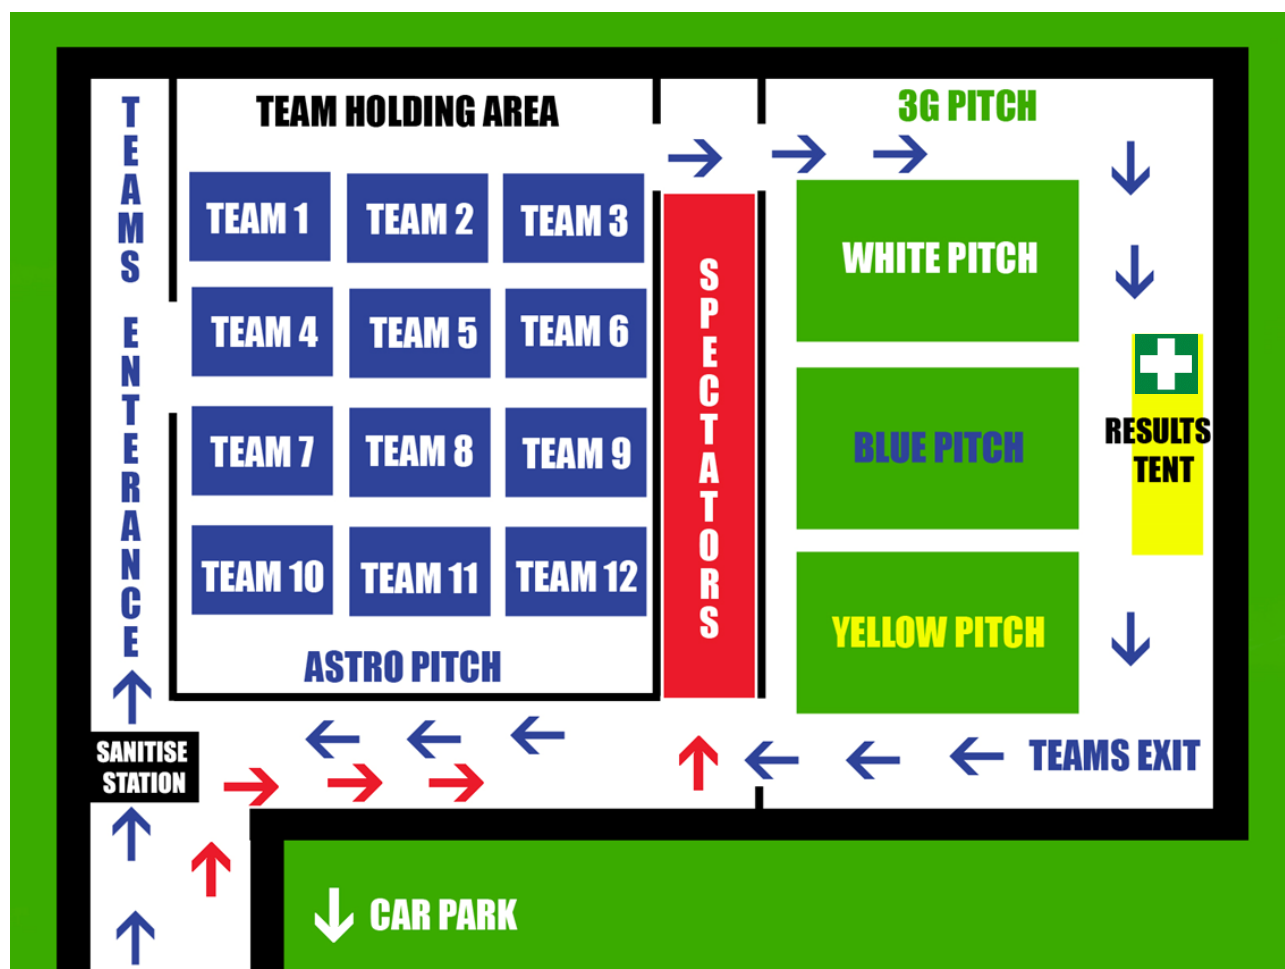 TEAMS ENTERANCE
TEAM HOLDING AREA
TEAM 1
TEAM 2
TEAM 3
TEAM 4
TEAM 5
TEAM 6
TEAM 7
TEAM 8
TEAM 9
TEAM 10
TEAM 11
TEAM 12
ASTRO PITCH
SPECTATORS
3G PITCH
WHITE PITCH
BLUE PITCH
YELLOW PITCH
RESULTS
TENT
TEAMS EXIT
SANITISE
STATION
CAR PARK